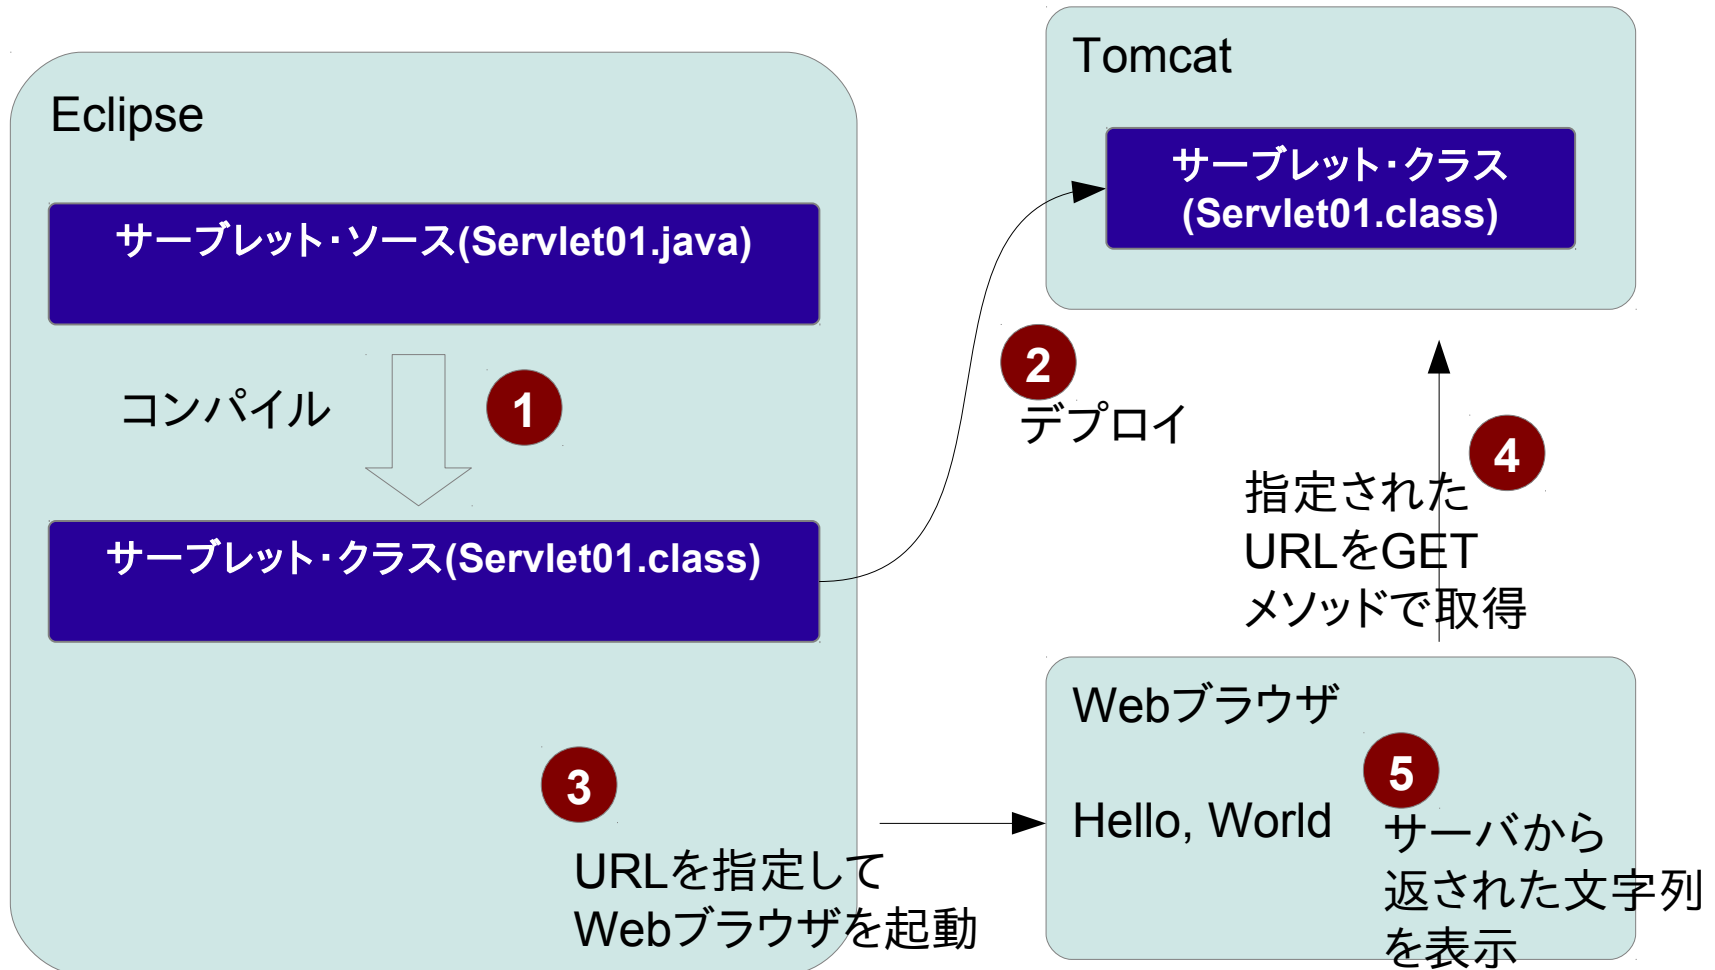 Eclipse
サーブレット・ソース(Servlet01.java)
コンパイル
1
サーブレット・クラス(Servlet01.class)
Tomcat
サーブレット・クラス
(Servlet01.class)
2
デプロイ
3
URLを指定して
Webブラウザを起動
4
指定された
URLをGET
メソッドで取得
Webブラウザ
Hello, World
5
サーバから
返された文字列
を表示